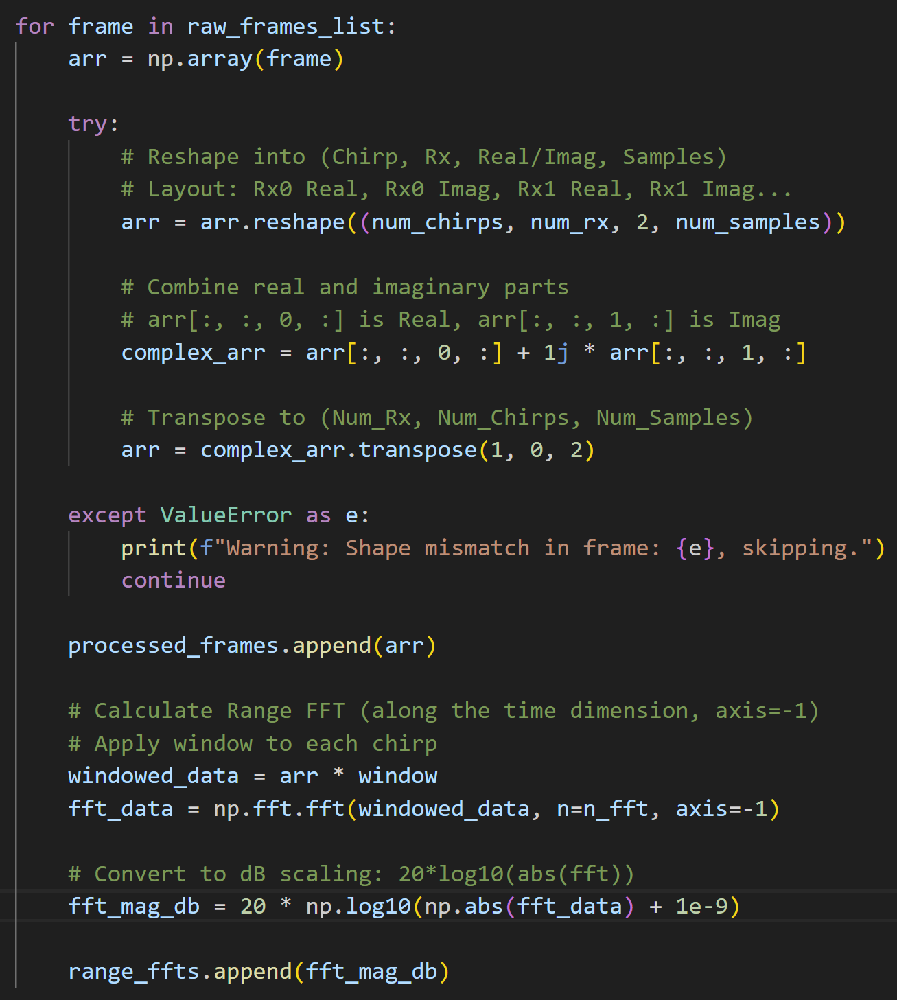 for frame in raw_frames_list:
    arr = np.array(frame)

    try:
        # Reshape into (Chirp, Rx, Real/Imag, Samples)
        # Layout: Rx0 Real, Rx0 Imag, Rx1 Real, Rx1 Imag...
        arr = arr.reshape((num_chirps, num_rx, 2, num_samples))

        # Combine real and imaginary parts
        # arr[:, :, 0, :] is Real, arr[:, :, 1, :] is Imag
        complex_arr = arr[:, :, 0, :] + 1j * arr[:, :, 1, :]

        # Transpose to (Num_Rx, Num_Chirps, Num_Samples)
        arr = complex_arr.transpose(1, 0, 2)

    except ValueError as e:
        print(f"Warning: Shape mismatch in frame: {e}, skipping.")
        continue

    processed_frames.append(arr)

    # Calculate Range FFT (along the time dimension, axis=-1)
    # Apply window to each chirp
    windowed_data = arr * window
    fft_data = np.fft.fft(windowed_data, n=n_fft, axis=-1)

    # Convert to dB scaling: 20*log10(abs(fft))
    fft_mag_db = 20 * np.log10(np.abs(fft_data) + 1e-9)

    range_ffts.append(fft_mag_db)